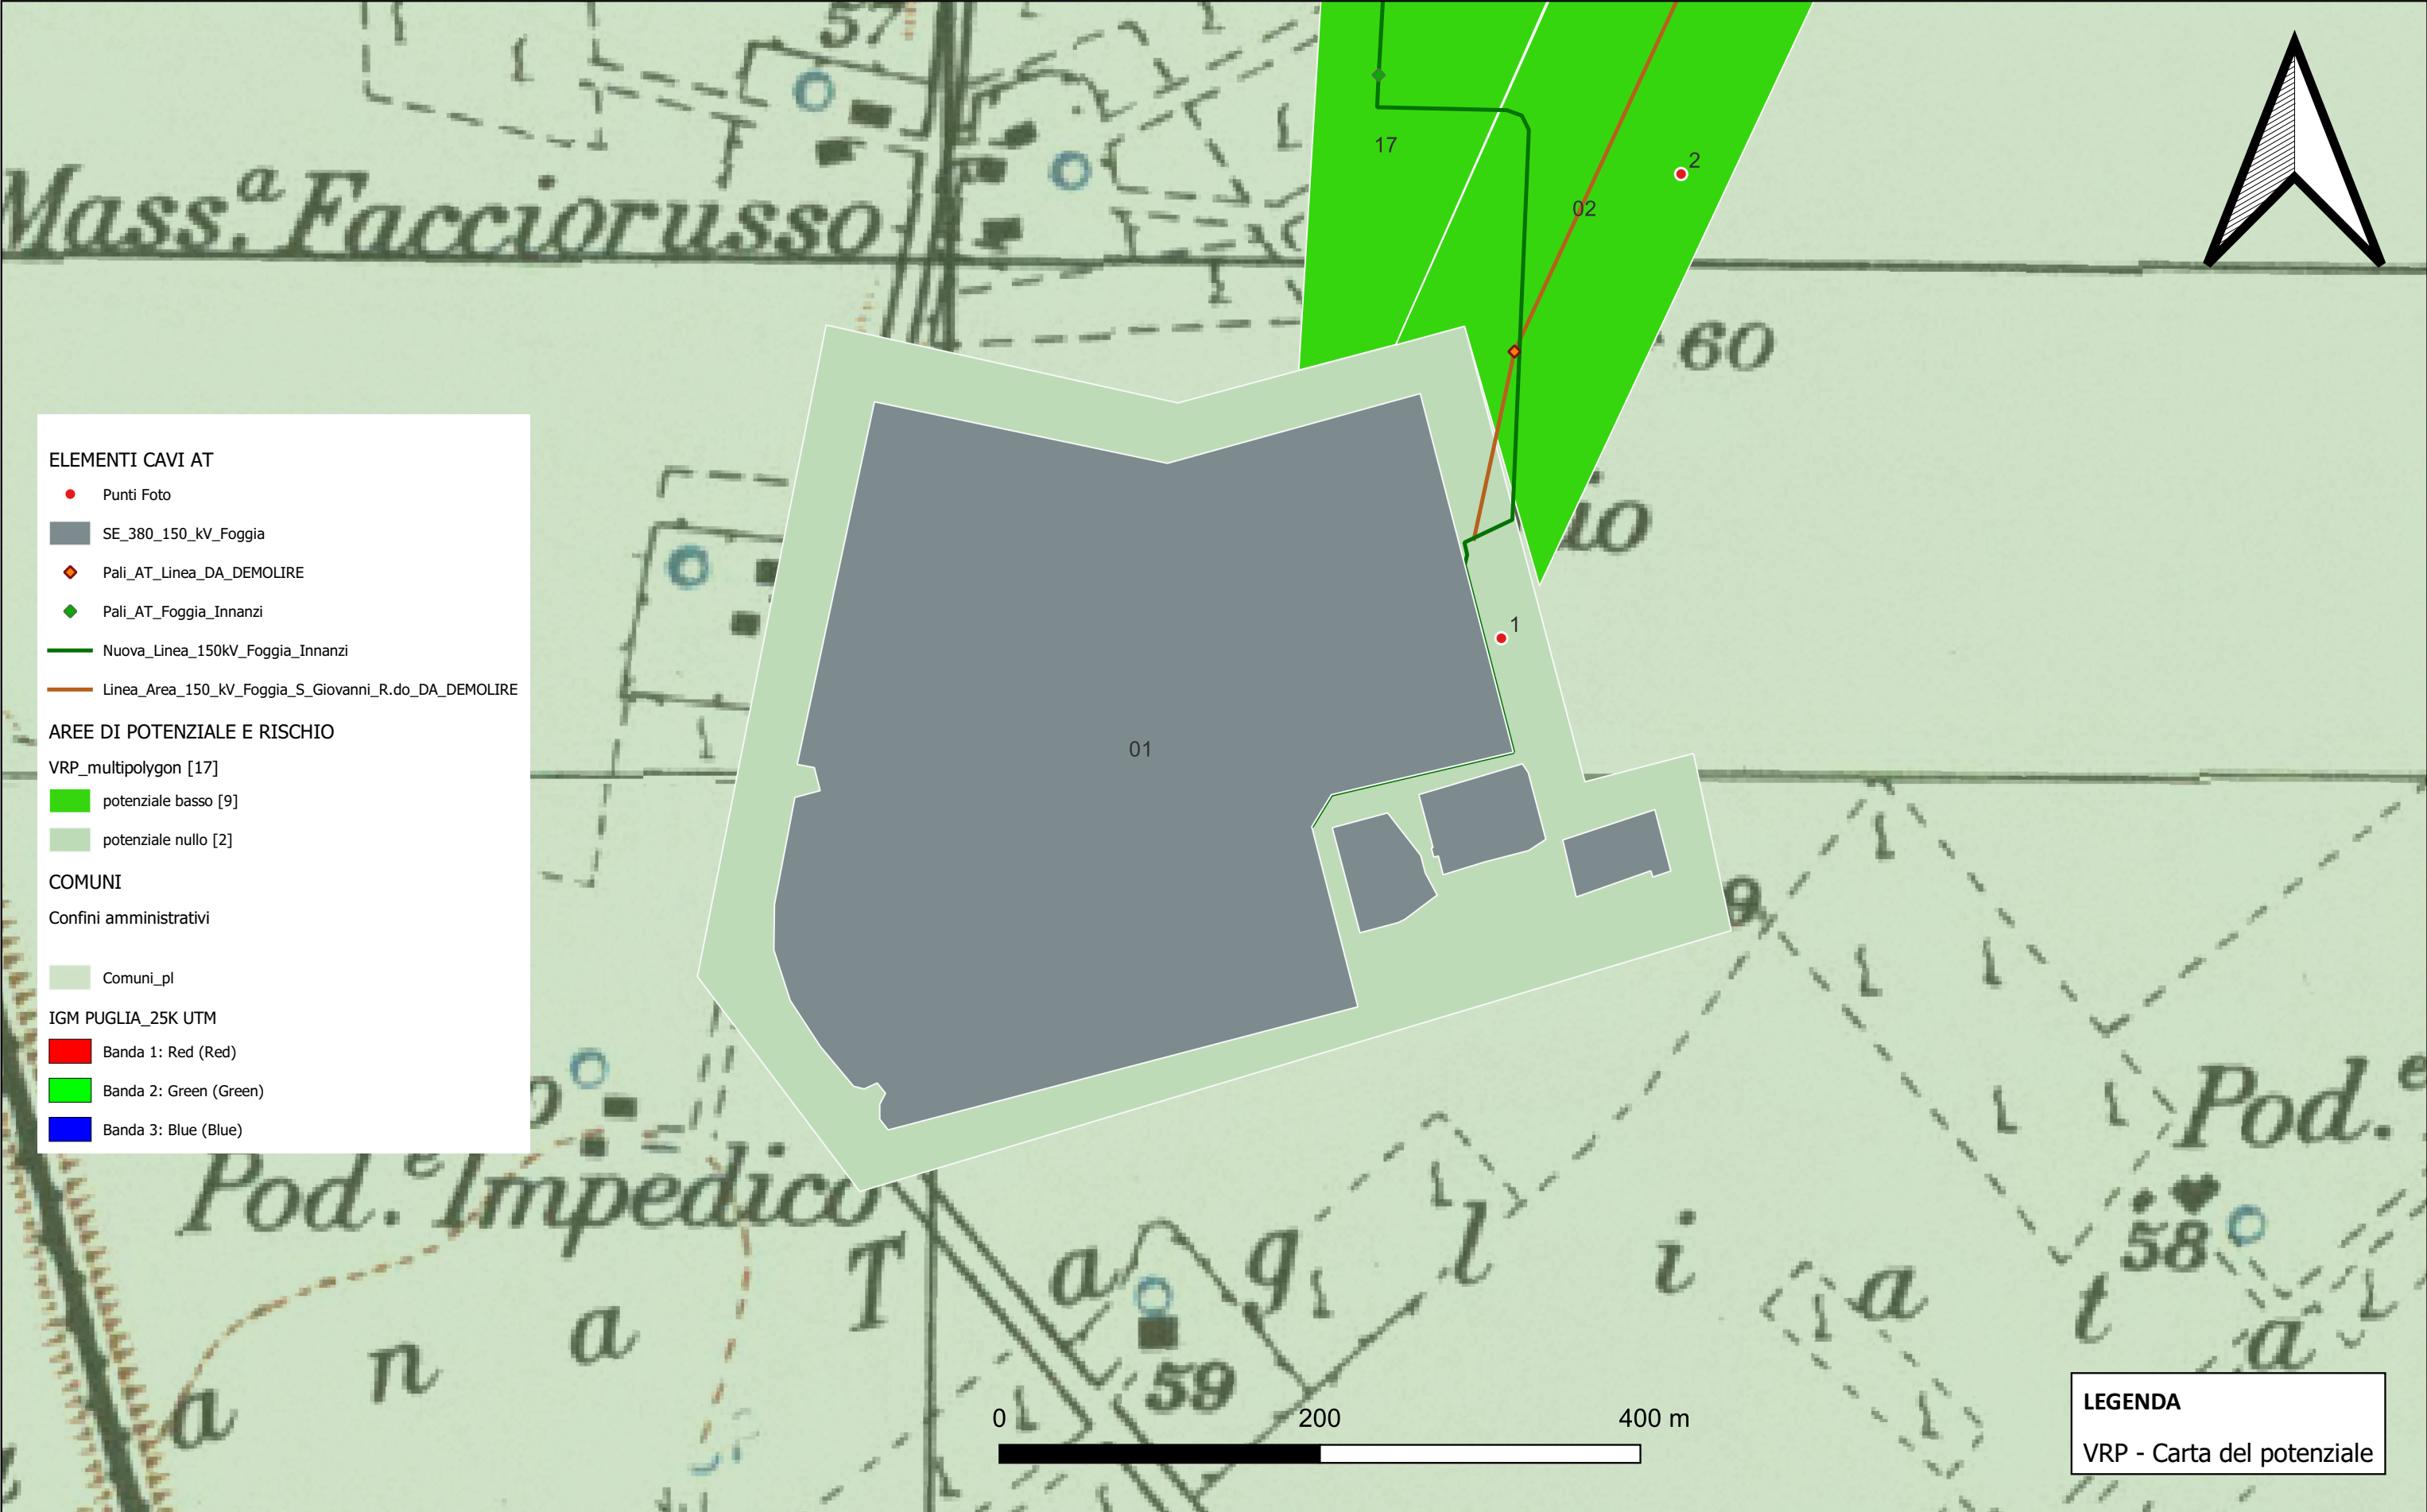 57
Mass.ª Facciorusso
17
2
02
60
io
ELEMENTI CAVI AT
Punti Foto
SE_380_150_kV_Foggia
Pali_AT_Linea_DA_DEMOLIRE
Pali_AT_Foggia_Innanzi
Nuova_Linea_150kV_Foggia_Innanzi
Linea_Area_150_kV_Foggia_S_Giovanni_R.do_DA_DEMOLIRE
AREE DI POTENZIALE E RISCHIO
VRP_multipolygon [17]
potenziale basso [9]
potenziale nullo [2]
COMUNI
Confini amministrativi
Comuni_pl
IGM PUGLIA_25K UTM
Banda 1: Red (Red)
Banda 2: Green (Green)
Banda 3: Blue (Blue)
1
01
9
o
Pod.e Impedico
Pod.e
58
T a g l i a t a
a n a
59
0 200 400 m
LEGENDA
VRP - Carta del potenziale